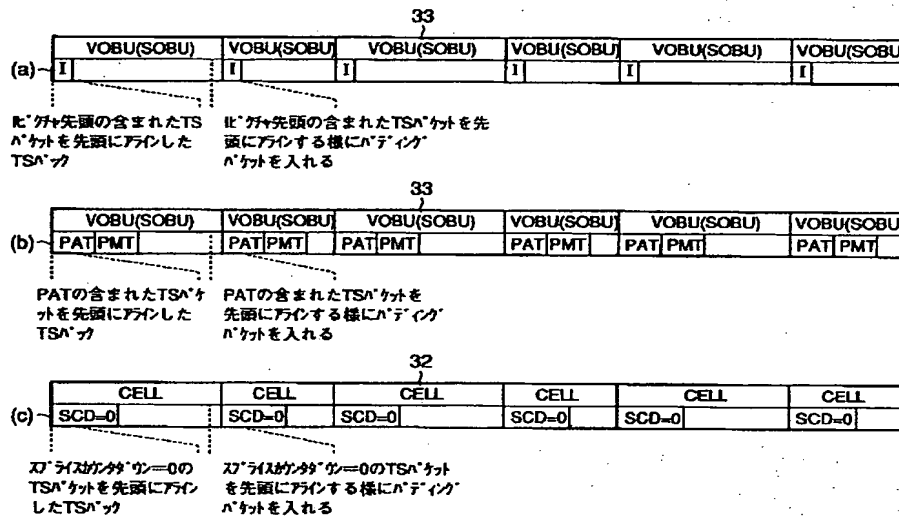 33
VOBU(SOBU) VOBU(SOBU) VOBU(SOBU) VOBU(SOBU) VOBU(SOBU) VOBU(SOBU)
(a) I I I I I I
Iピクチャ先頭の含まれたTS
パケットを先頭にアラインした
TSパック
Iピクチャ先頭の含まれたTSパケットを先
頭にアラインする様にパディング
パケットを入れる
33
VOBU(SOBU) VOBU(SOBU) VOBU(SOBU) VOBU(SOBU) VOBU(SOBU) VOBU(SOBU)
(b) PAT PMT PAT PMT PAT PMT PAT PMT PAT PMT PAT PMT
PATの含まれたTSパケ
ットを先頭にアラインした
TSパック
PATの含まれたTSパケットを
先頭にアラインする様にパディング
パケットを入れる
32
CELL CELL CELL CELL CELL CELL
(c) SCD=0 SCD=0 SCD=0 SCD=0 SCD=0 SCD=0
スプライスカウンタダウン=0の
TSパケットを先頭にアライン
したTSパック
スプライスカウンタダウン=0のTSパケット
を先頭にアラインする様にパディング
パケットを入れる